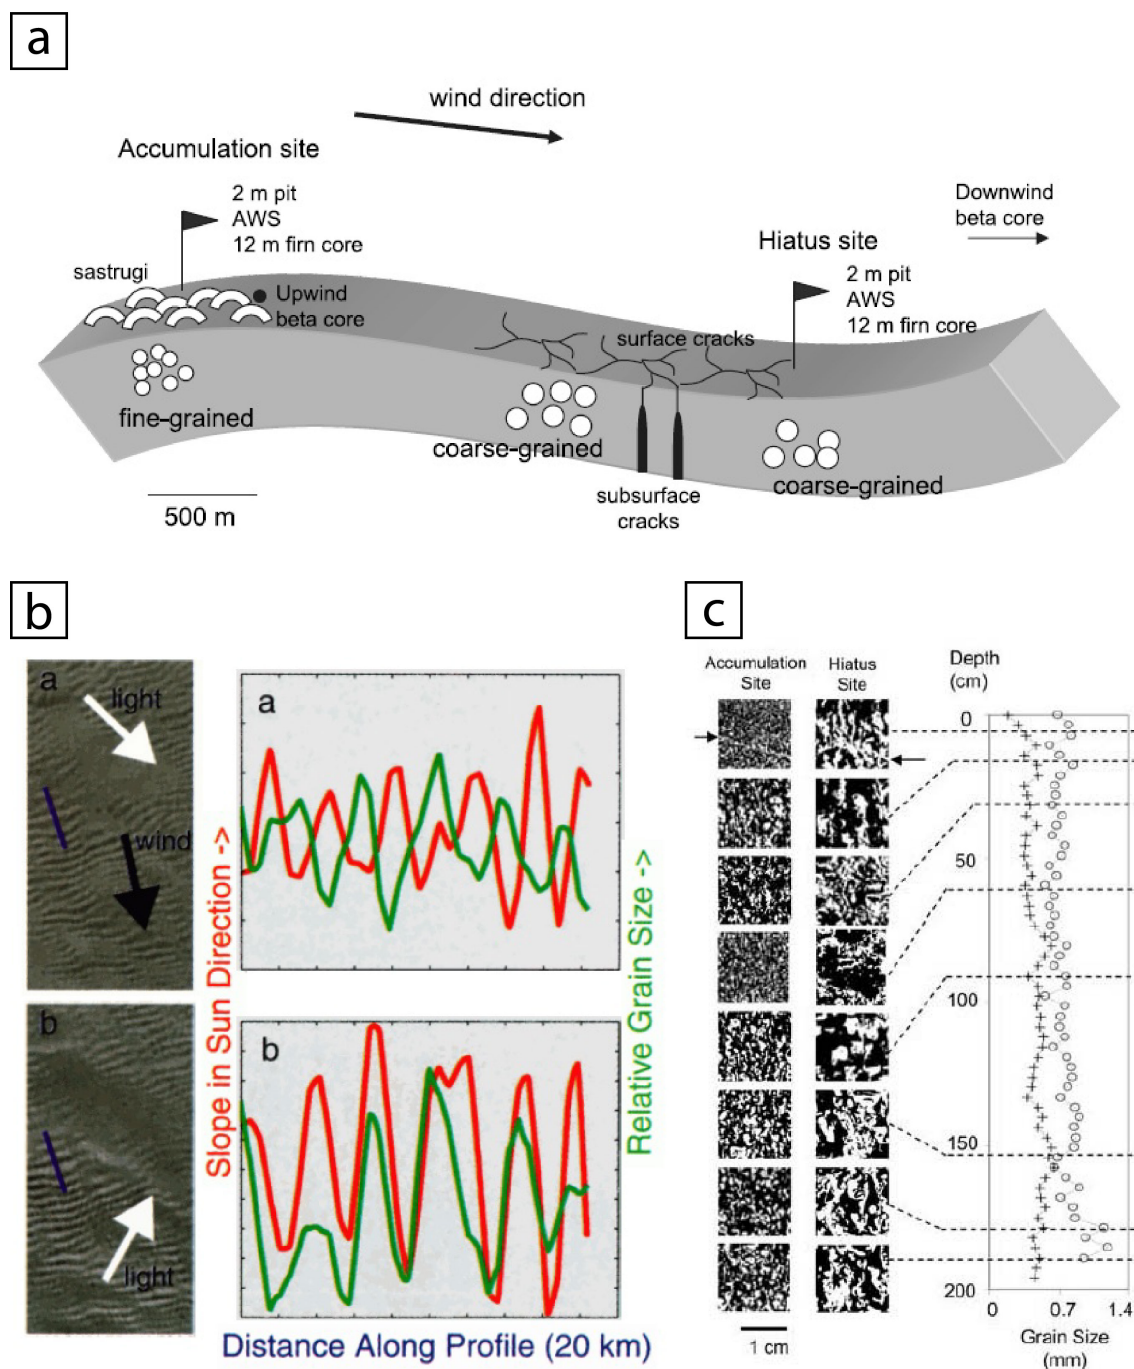 a
wind direction
Accumulation site
2 m pit
AWS
12 m firn core
Downwind
beta core
Hiatus site
2 m pit
AWS
12 m firn core
sastrugi
Upwind
beta core
surface cracks
fine-grained
coarse-grained
coarse-grained
subsurface
cracks
500 m
b
a
light
wind
b
light
a
b
Slope in Sun Direction ->
Relative Grain Size ->
Distance Along Profile (20 km)
c
Accumulation
Site
Hiatus
Site
Depth
(cm)
0
50
100
150
200
0 0.7 1.4
Grain Size
(mm)
1 cm